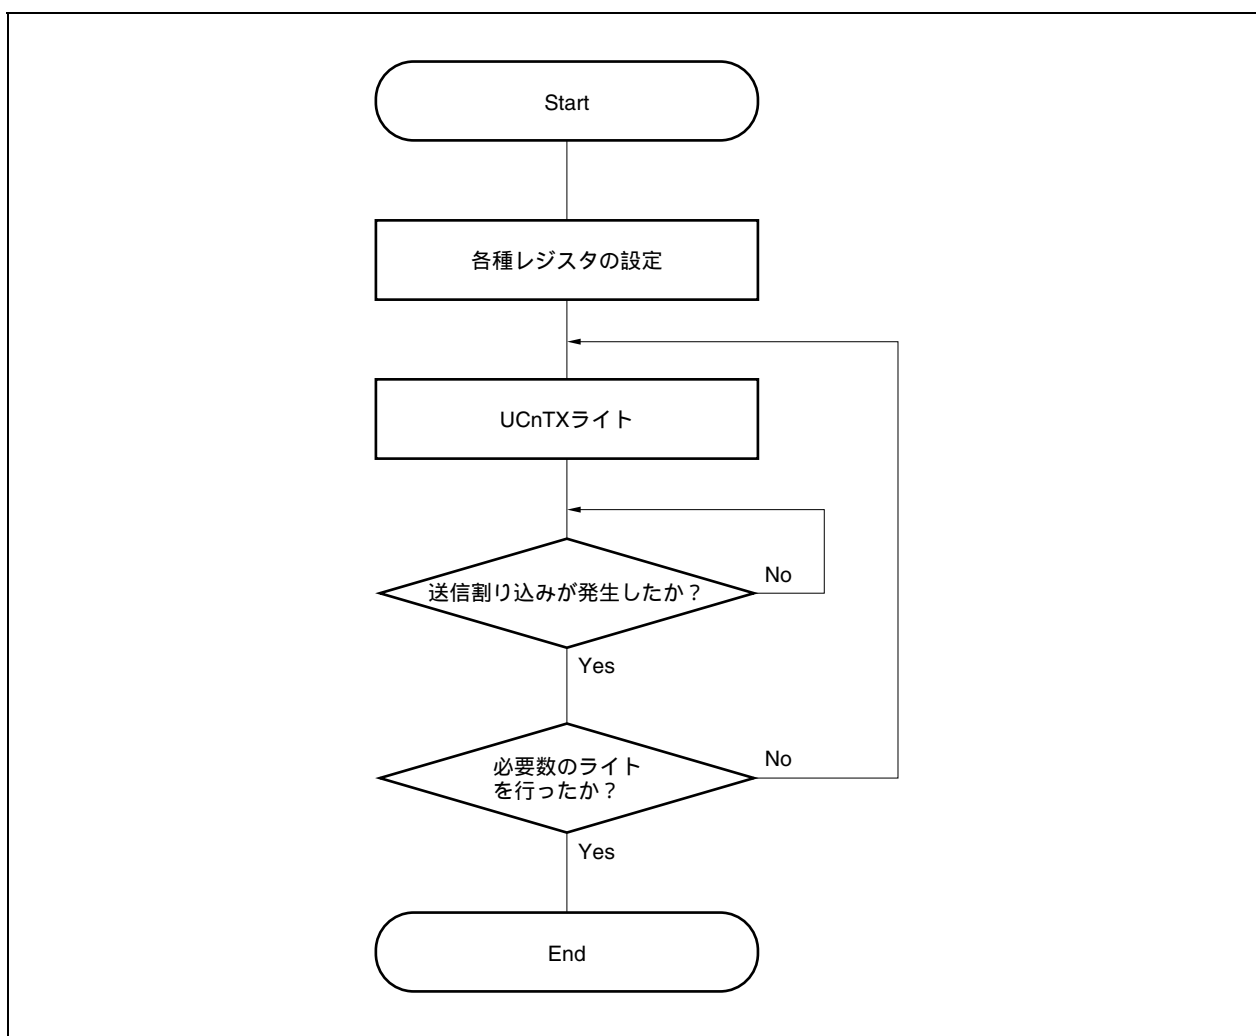 Start
各種レジスタの設定
UCnTXライト
送信割り込みが発生したか？
No
Yes
必要数のライト
を行ったか？
No
Yes
End